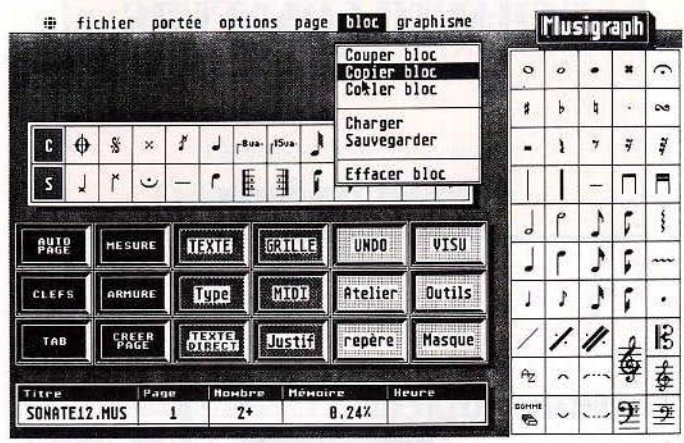 fichier portée options page bloc graphisme
Musigraph
Couper bloc
Copier bloc
Coller bloc
Charger
Sauvegarder
Effacer bloc
C 8va 15va
S
AUTO PAGE MESURE TEXTE GRILLE UNDO VISU
CLEFS ARMURE Type MIDI Atelier Outils
TAB CREER PAGE TEXTE DIRECT Justif repère Masque
AZ
GOMME
Titre Page Nombre Mémoire Heure
SONATE12.MUS 1 2+ 0.24%